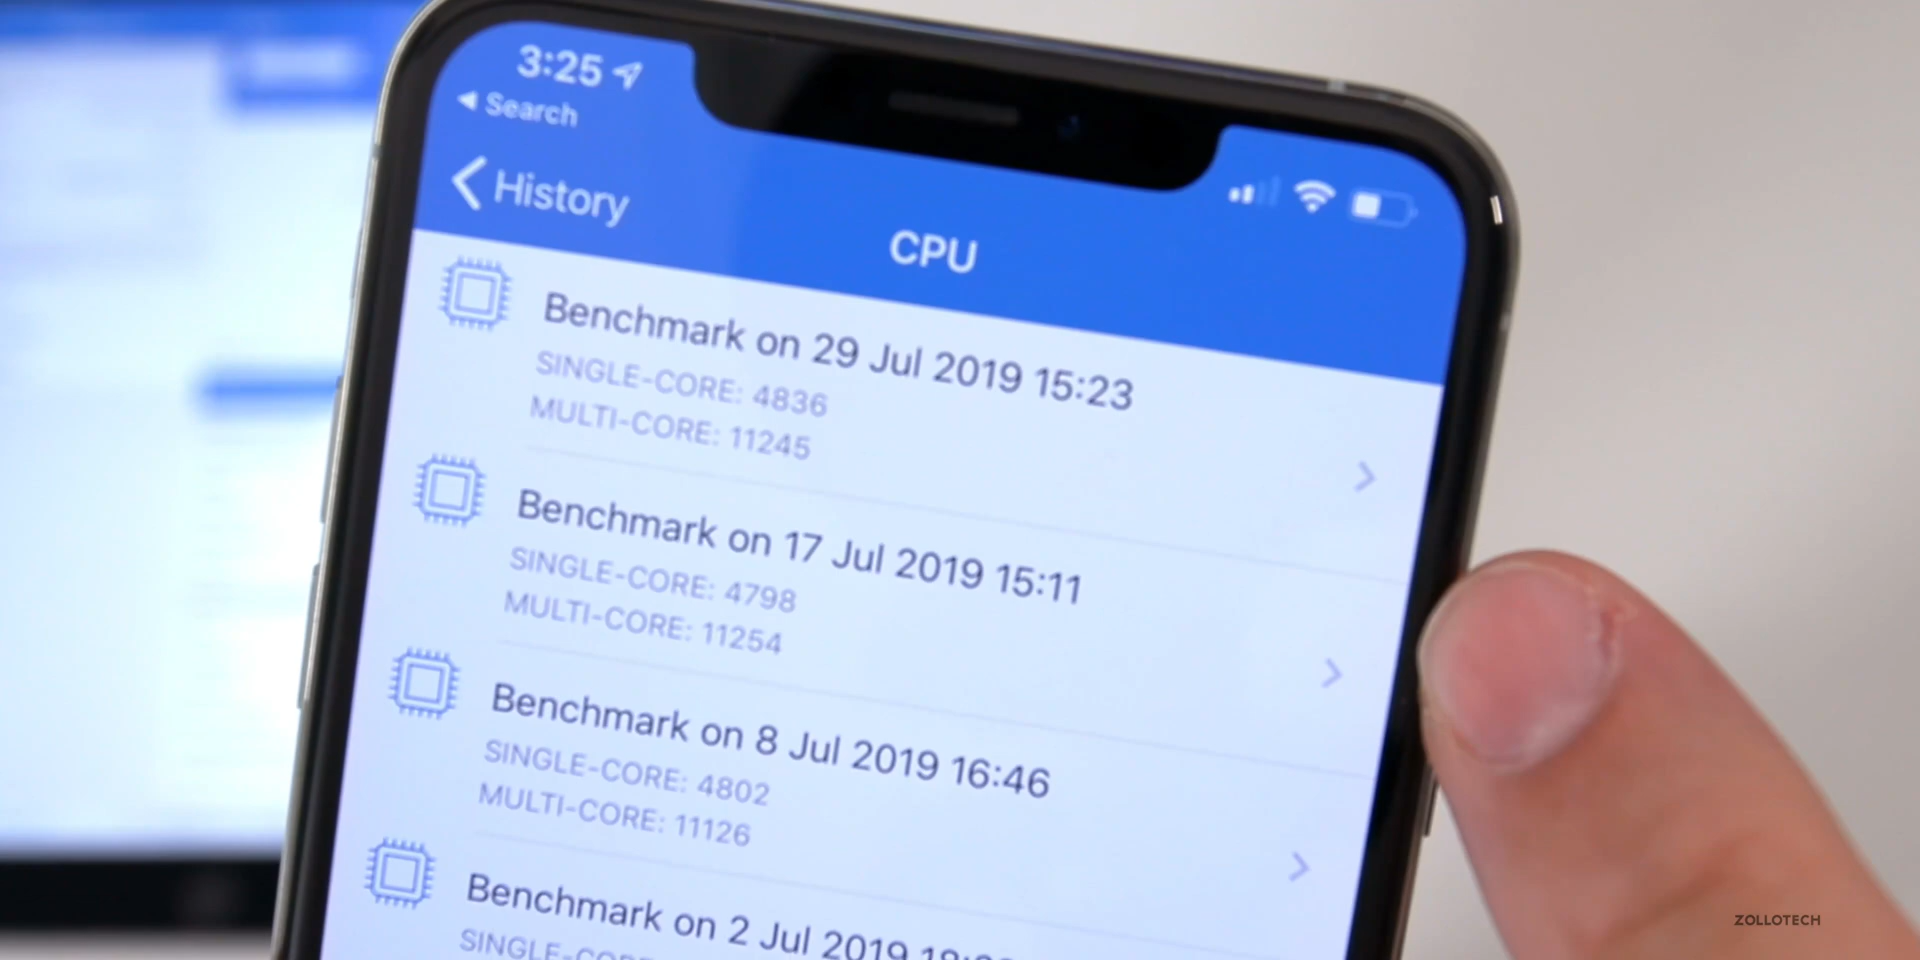 3:25
Search
History
CPU
Benchmark on 29 Jul 2019 15:23
SINGLE-CORE: 4836
MULTI-CORE: 11245
Benchmark on 17 Jul 2019 15:11
SINGLE-CORE: 4798
MULTI-CORE: 11254
Benchmark on 8 Jul 2019 16:46
SINGLE-CORE: 4802
MULTI-CORE: 11126
Benchmark on 2 Jul 2019
ZOLLOTECH